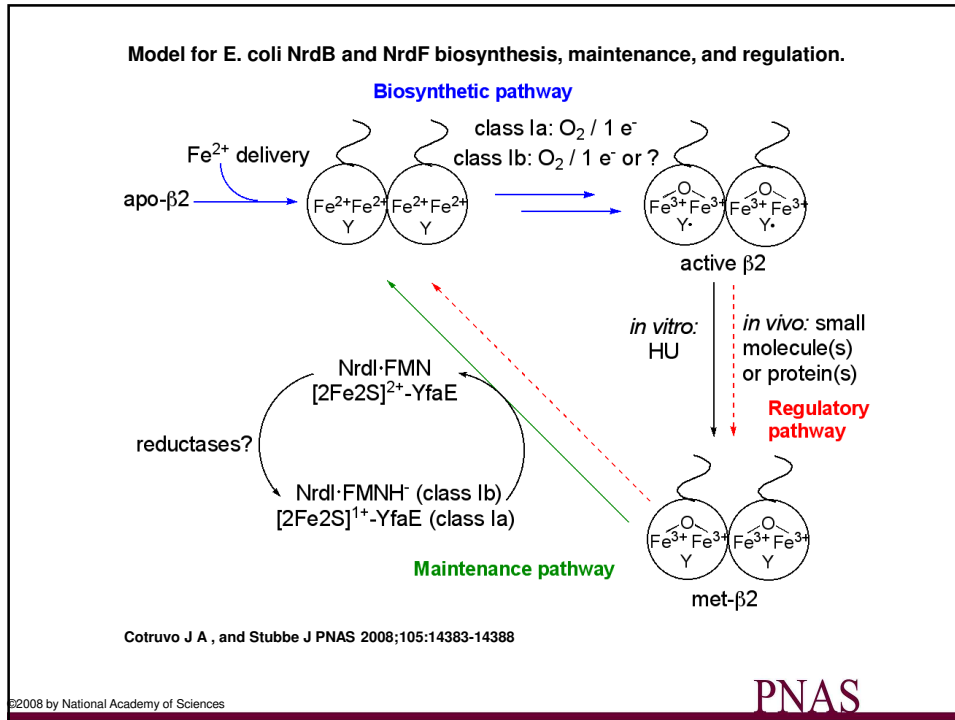 Model for E. coli NrdB and NrdF biosynthesis, maintenance, and regulation.
Biosynthetic pathway
class Ia: O₂ / 1 e⁻
class Ib: O₂ / 1 e⁻ or ?
Fe²⁺ delivery
apo-β2
Fe²⁺Fe²⁺ Fe²⁺Fe²⁺
Y Y
O O
Fe³⁺ Fe³⁺ Fe³⁺ Fe³⁺
Y• Y•
active β2
in vitro:
HU
in vivo: small
molecule(s)
or protein(s)
Regulatory
pathway
NrdI·FMN
[2Fe2S]²⁺-YfaE
reductases?
NrdI·FMNH⁻ (class Ib)
[2Fe2S]¹⁺-YfaE (class Ia)
Maintenance pathway
O O
Fe³⁺ Fe³⁺ Fe³⁺ Fe³⁺
Y Y
met-β2
Cotruvo J A , and Stubbe J PNAS 2008;105:14383-14388
©2008 by National Academy of Sciences
PNAS